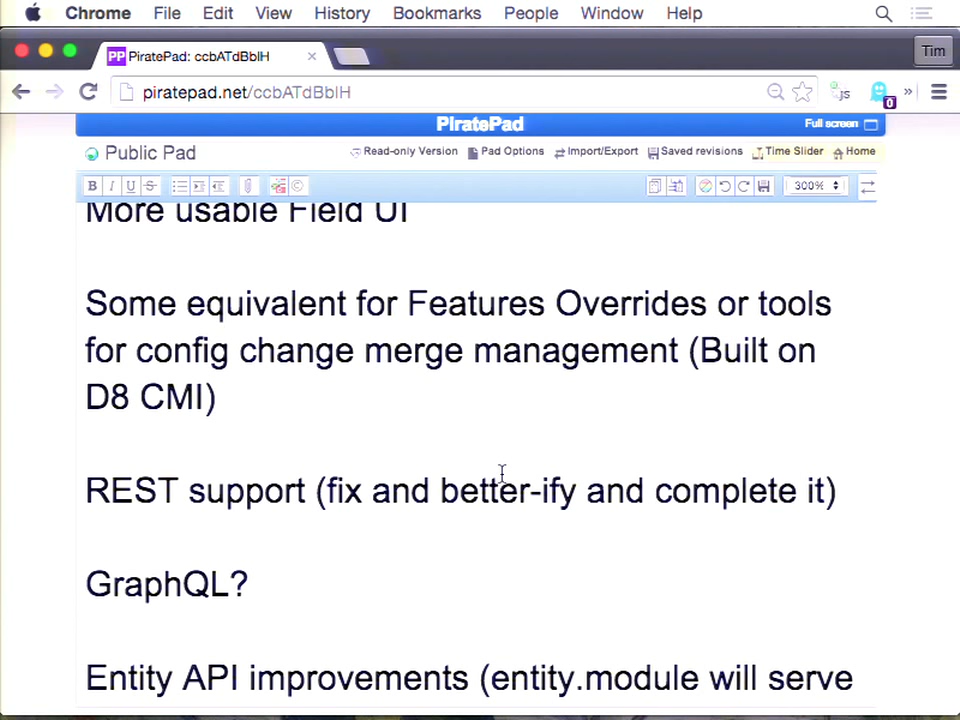 Chrome File Edit View History Bookmarks People Window Help
PP PiratePad: ccbATdBblH Tim
piratepad.net/ccbATdBblH js 0 »
PiratePad Full screen
Public Pad Read-only Version Pad Options Import/Export Saved revisions Time Slider Home
B I U S 300%
More usable Field UI
Some equivalent for Features Overrides or tools
for config change merge management (Built on
D8 CMI)
REST support (fix and better-ify and complete it)
GraphQL?
Entity API improvements (entity.module will serve